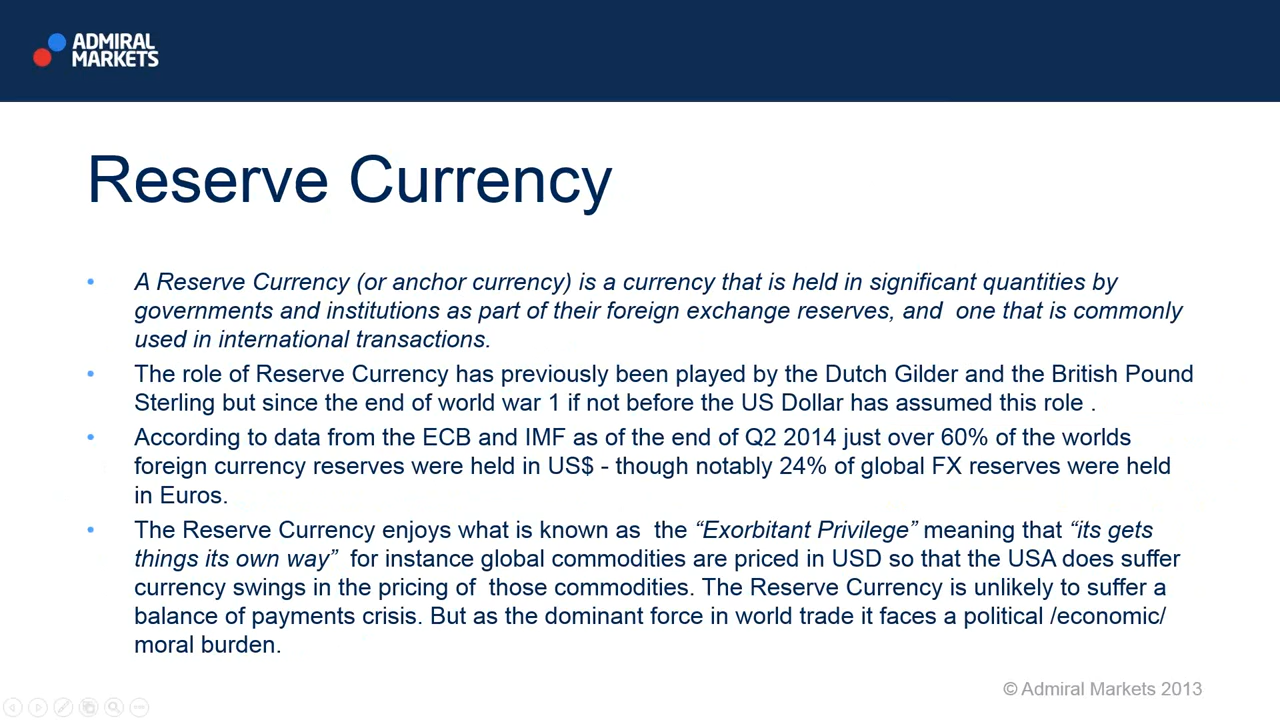 ADMIRAL
MARKETS
Reserve Currency
• A Reserve Currency (or anchor currency) is a currency that is held in significant quantities by
governments and institutions as part of their foreign exchange reserves, and  one that is commonly
used in international transactions.
• The role of Reserve Currency has previously been played by the Dutch Gilder and the British Pound
Sterling but since the end of world war 1 if not before the US Dollar has assumed this role .
• According to data from the ECB and IMF as of the end of Q2 2014 just over 60% of the worlds
foreign currency reserves were held in US$ - though notably 24% of global FX reserves were held
in Euros.
• The Reserve Currency enjoys what is known as  the “Exorbitant Privilege” meaning that “its gets
things its own way”  for instance global commodities are priced in USD so that the USA does suffer
currency swings in the pricing of  those commodities. The Reserve Currency is unlikely to suffer a
balance of payments crisis. But as the dominant force in world trade it faces a political /economic/
moral burden.
© Admiral Markets 2013